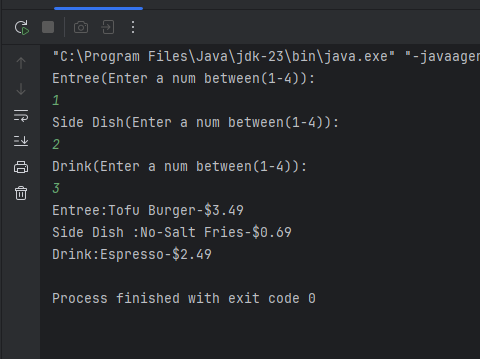 "C:\Program Files\Java\jdk-23\bin\java.exe" "-javaagen
Entree(Enter a num between(1-4)):
1
Side Dish(Enter a num between(1-4)):
2
Drink(Enter a num between(1-4)):
3
Entree:Tofu Burger-$3.49
Side Dish :No-Salt Fries-$0.69
Drink:Espresso-$2.49
Process finished with exit code 0